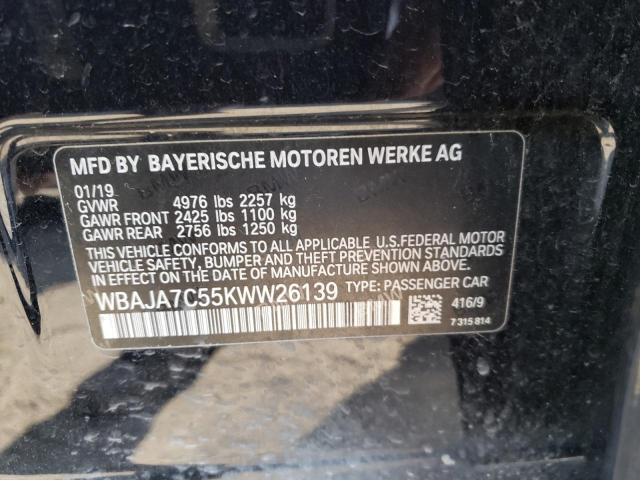 MFD BY BAYERISCHE MOTOREN WERKE AG
01/19
GVWR 4976 lbs 2257 kg
GAWR FRONT 2425 lbs 1100 kg
GAWR REAR 2756 lbs 1250 kg
THIS VEHICLE CONFORMS TO ALL APPLICABLE U.S.FEDERAL MOTOR
VEHICLE SAFETY, BUMPER AND THEFT PREVENTION STANDARDS
IN EFFECT ON THE DATE OF MANUFACTURE SHOWN ABOVE.
WBAJA7C55KWW26139 TYPE: PASSENGER CAR
416/9
7 315 814